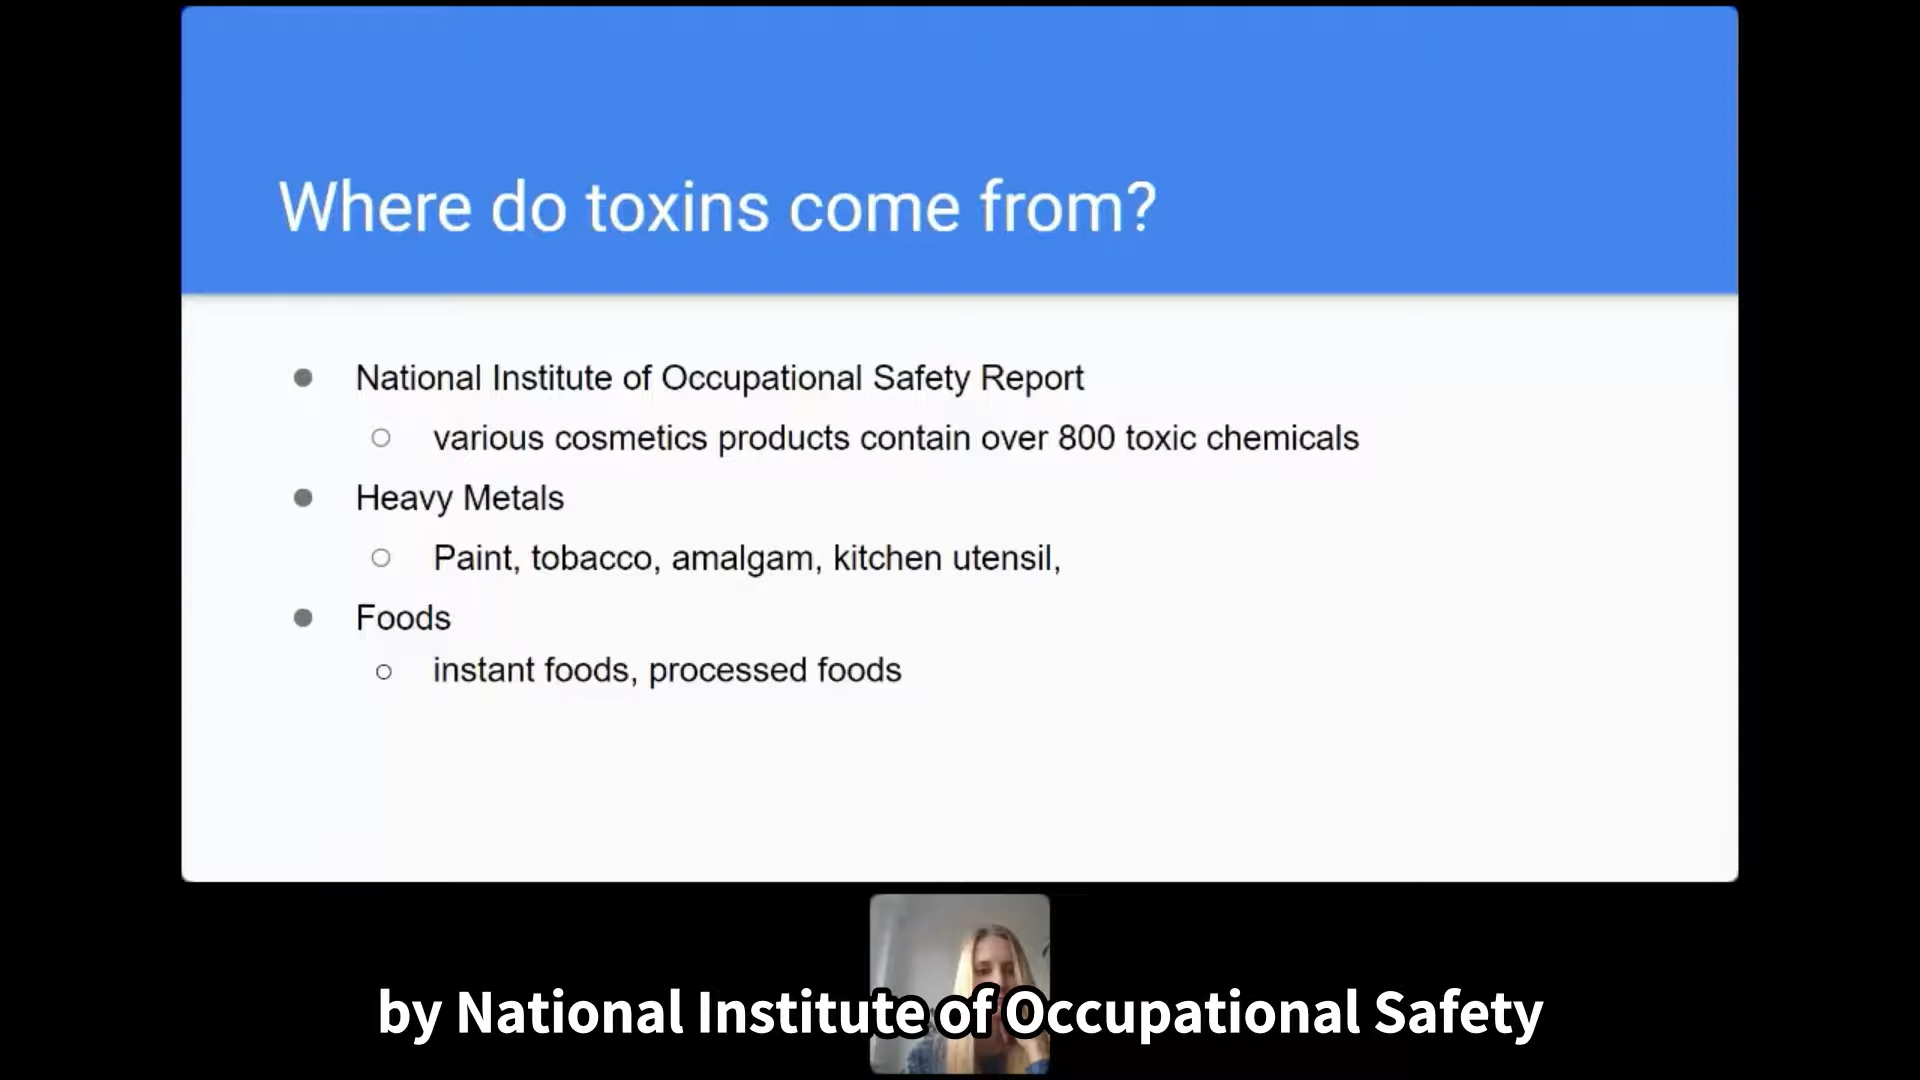 Where do toxins come from?
● National Institute of Occupational Safety Report
○ various cosmetics products contain over 800 toxic chemicals
● Heavy Metals
○ Paint, tobacco, amalgam, kitchen utensil,
● Foods
○ instant foods, processed foods
by National Institute of Occupational Safety